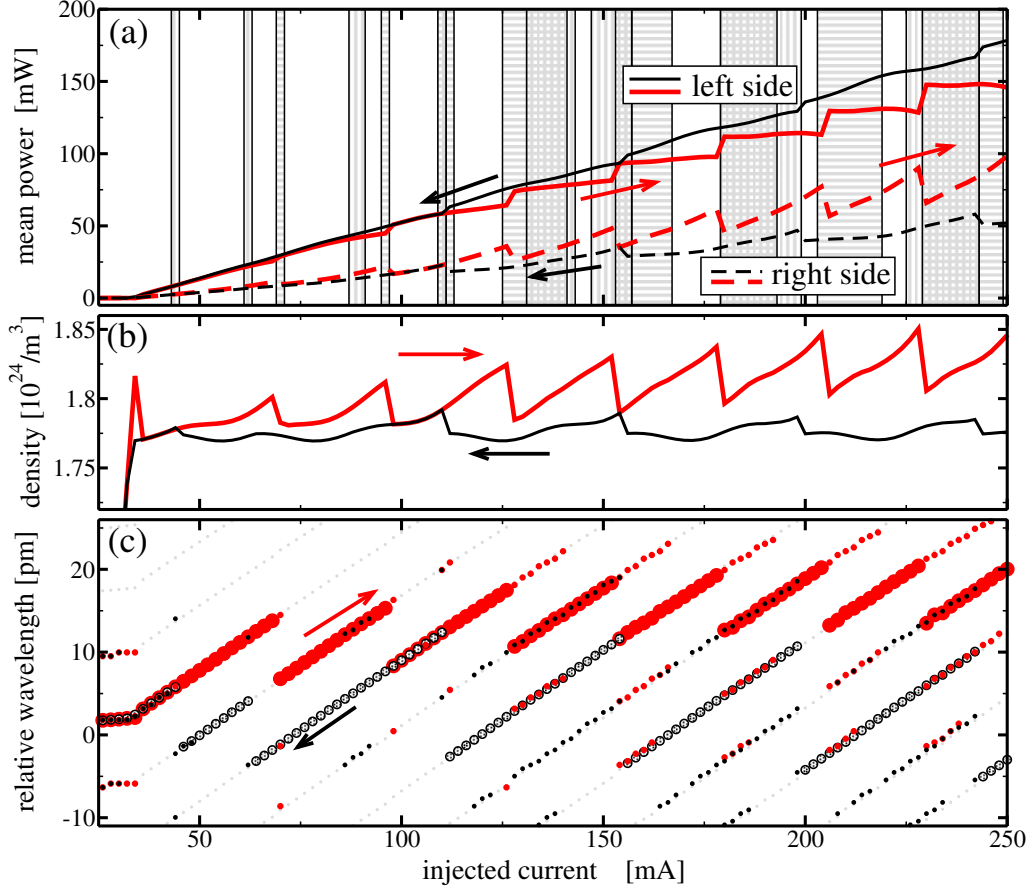 (a)
mean power [mW]
200
150
100
50
0
left side
right side
(b)
density [10^24/m^3]
1.85
1.8
1.75
(c)
relative wavelength [pm]
20
10
0
-10
50 100 150 200 250
injected current [mA]